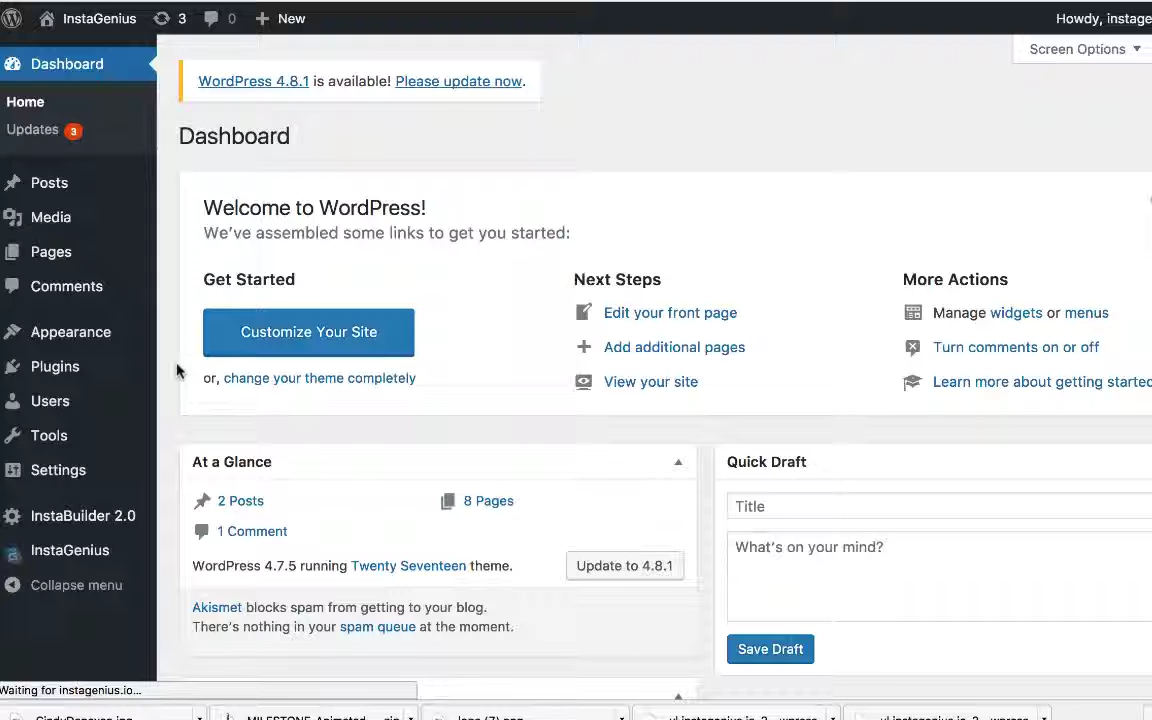 InstaGenius 3 0 New Howdy, instage
Dashboard
Home
Updates 3
Posts
Media
Pages
Comments
Appearance
Plugins
Users
Tools
Settings
InstaBuilder 2.0
InstaGenius
Collapse menu
Screen Options
WordPress 4.8.1 is available! Please update now.
Dashboard
Welcome to WordPress!
We've assembled some links to get you started:
Get Started
Customize Your Site
or, change your theme completely
Next Steps
Edit your front page
Add additional pages
View your site
More Actions
Manage widgets or menus
Turn comments on or off
Learn more about getting started
At a Glance
2 Posts 8 Pages
1 Comment
WordPress 4.7.5 running Twenty Seventeen theme. Update to 4.8.1
Akismet blocks spam from getting to your blog.
There's nothing in your spam queue at the moment.
Quick Draft
Title
What's on your mind?
Save Draft
Waiting for instagenius.io...